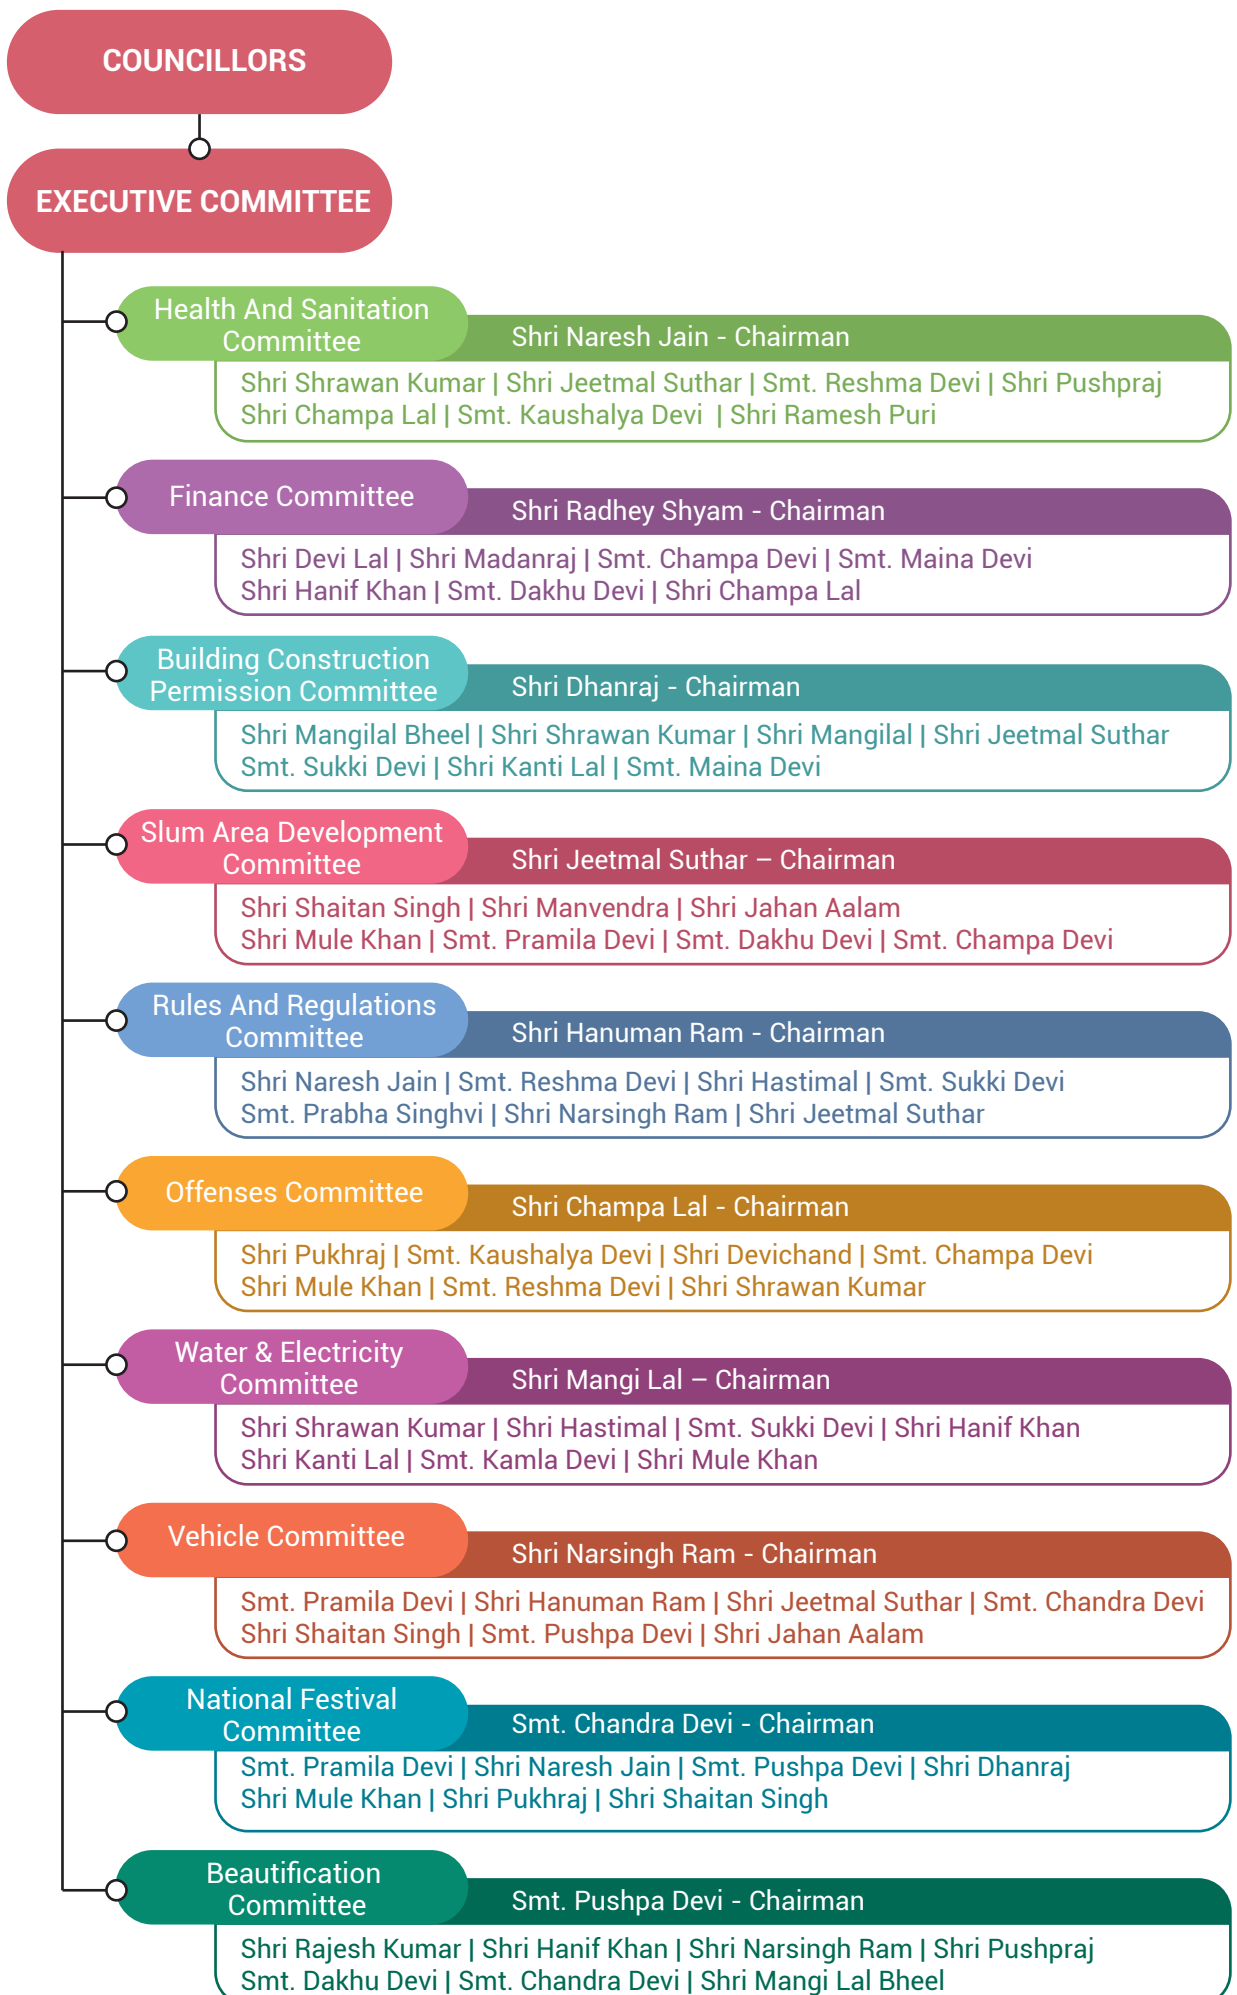 COUNCILLORS
EXECUTIVE COMMITTEE
Health And Sanitation
Committee
Shri Naresh Jain - Chairman
Shri Shrawan Kumar | Shri Jeetmal Suthar | Smt. Reshma Devi | Shri Pushpraj
Shri Champa Lal | Smt. Kaushalya Devi | Shri Ramesh Puri
Finance Committee
Shri Radhey Shyam - Chairman
Shri Devi Lal | Shri Madanraj | Smt. Champa Devi | Smt. Maina Devi
Shri Hanif Khan | Smt. Dakhu Devi | Shri Champa Lal
Building Construction
Permission Committee
Shri Dhanraj - Chairman
Shri Mangilal Bheel | Shri Shrawan Kumar | Shri Mangilal | Shri Jeetmal Suthar
Smt. Sukki Devi | Shri Kanti Lal | Smt. Maina Devi
Slum Area Development
Committee
Shri Jeetmal Suthar – Chairman
Shri Shaitan Singh | Shri Manvendra | Shri Jahan Aalam
Shri Mule Khan | Smt. Pramila Devi | Smt. Dakhu Devi | Smt. Champa Devi
Rules And Regulations
Committee
Shri Hanuman Ram - Chairman
Shri Naresh Jain | Smt. Reshma Devi | Shri Hastimal | Smt. Sukki Devi
Smt. Prabha Singhvi | Shri Narsingh Ram | Shri Jeetmal Suthar
Offenses Committee
Shri Champa Lal - Chairman
Shri Pukhraj | Smt. Kaushalya Devi | Shri Devichand | Smt. Champa Devi
Shri Mule Khan | Smt. Reshma Devi | Shri Shrawan Kumar
Water & Electricity
Committee
Shri Mangi Lal – Chairman
Shri Shrawan Kumar | Shri Hastimal | Smt. Sukki Devi | Shri Hanif Khan
Shri Kanti Lal | Smt. Kamla Devi | Shri Mule Khan
Vehicle Committee
Shri Narsingh Ram - Chairman
Smt. Pramila Devi | Shri Hanuman Ram | Shri Jeetmal Suthar | Smt. Chandra Devi
Shri Shaitan Singh | Smt. Pushpa Devi | Shri Jahan Aalam
National Festival
Committee
Smt. Chandra Devi - Chairman
Smt. Pramila Devi | Shri Naresh Jain | Smt. Pushpa Devi | Shri Dhanraj
Shri Mule Khan | Shri Pukhraj | Shri Shaitan Singh
Beautification
Committee
Smt. Pushpa Devi - Chairman
Shri Rajesh Kumar | Shri Hanif Khan | Shri Narsingh Ram | Shri Pushpraj
Smt. Dakhu Devi | Smt. Chandra Devi | Shri Mangi Lal Bheel